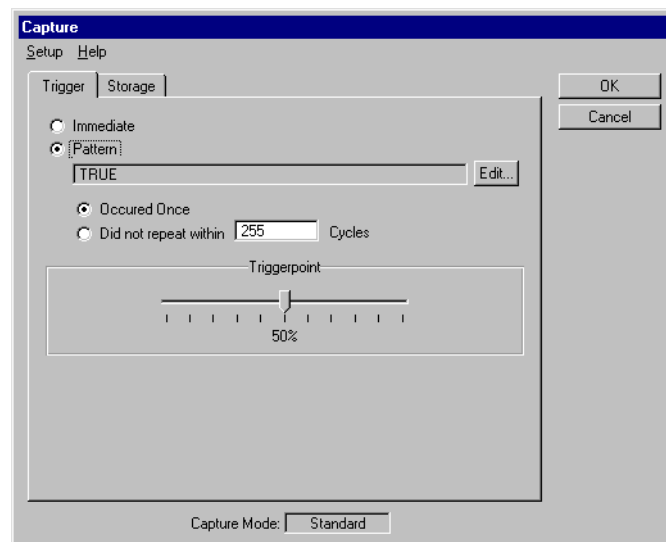 Capture
Setup Help
Trigger Storage
OK
Cancel
Immediate
Pattern
TRUE Edit...
Occured Once
Did not repeat within 255 Cycles
Triggerpoint
50%
Capture Mode: Standard